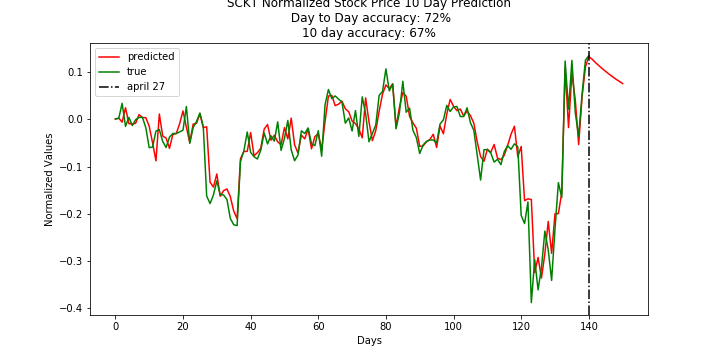 SCKT Normalized Stock Price 10 Day Prediction
Day to Day accuracy: 72%
10 day accuracy: 67%
predicted
true
april 27
Normalized Values
0.1
0.0
−0.1
−0.2
−0.3
−0.4
0 20 40 60 80 100 120 140
Days